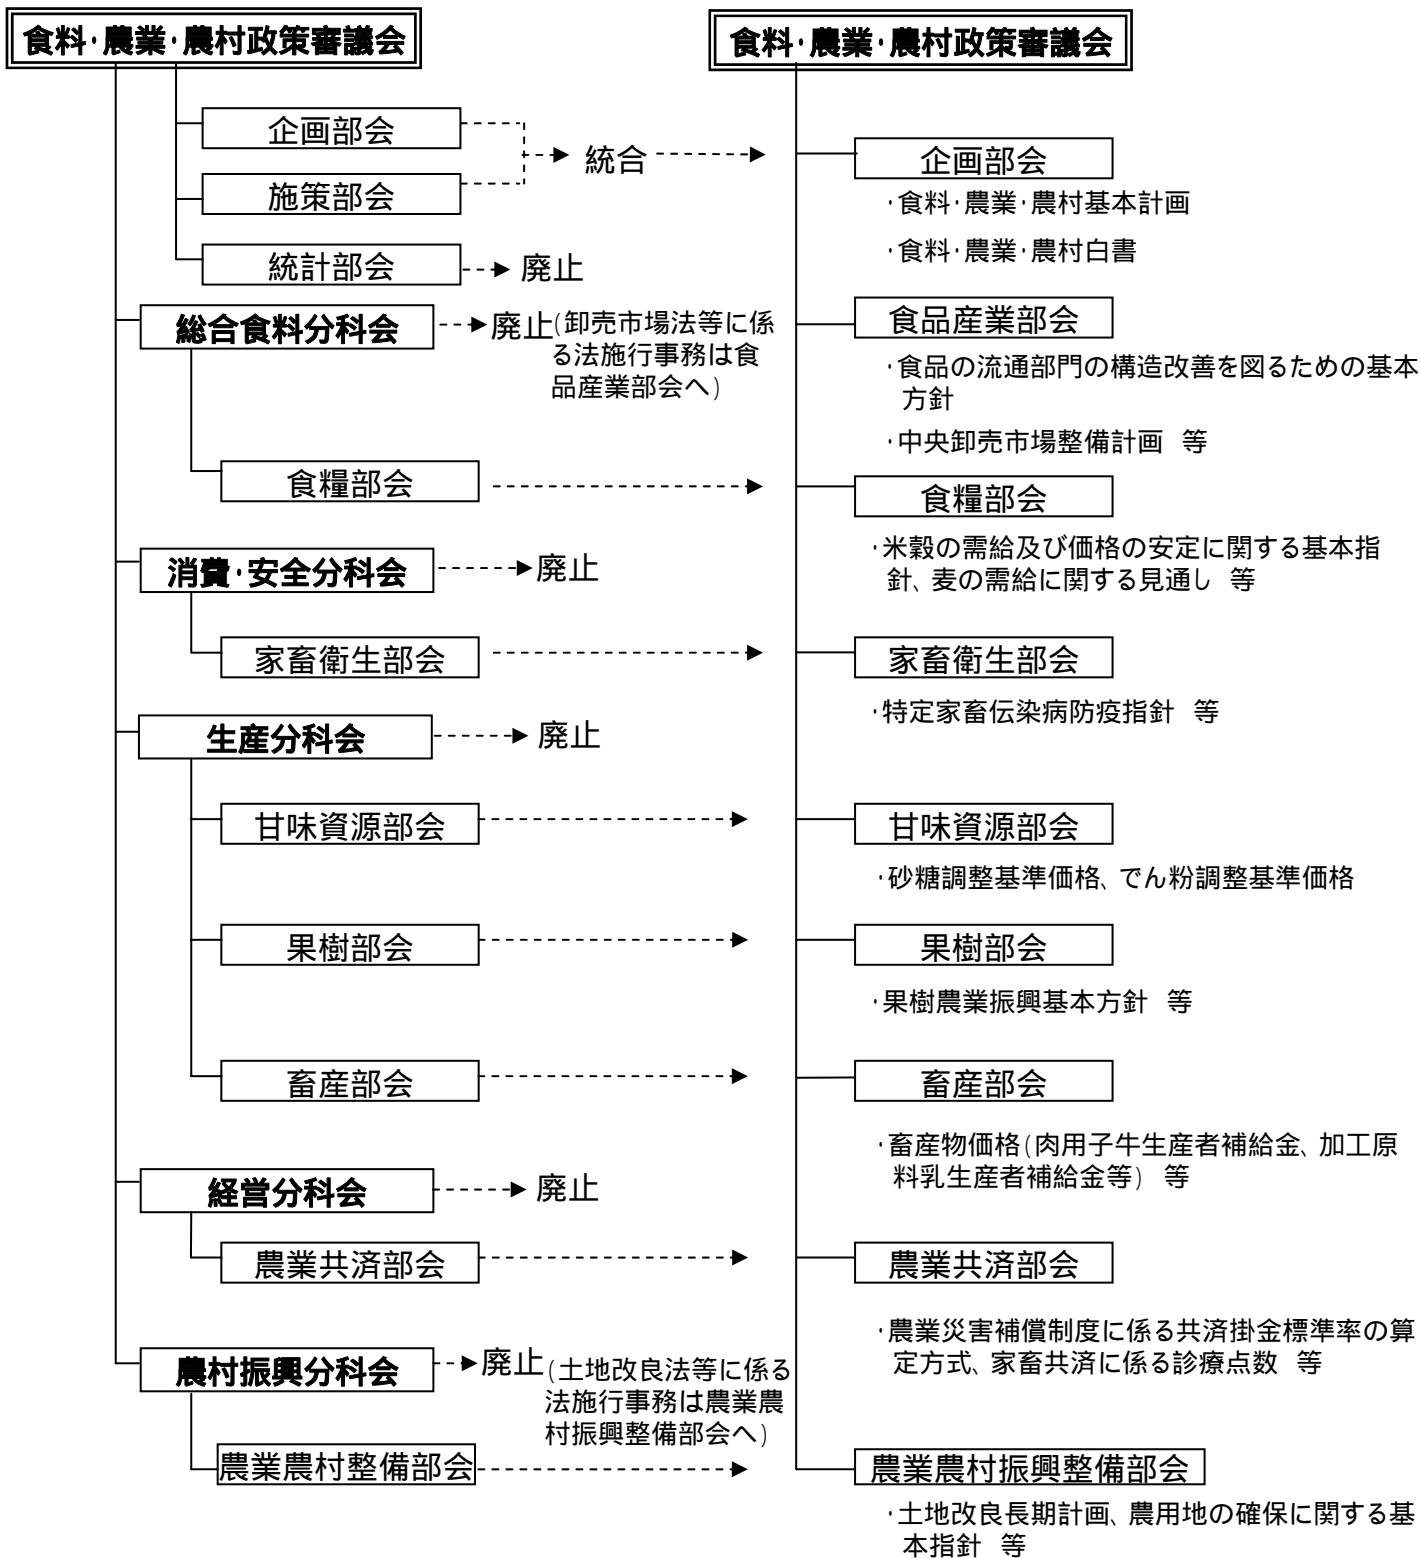 食料・農業・農村政策審議会
企画部会
施策部会
統合
統計部会
廃止
総合食料分科会
廃止(卸売市場法等に係
る法施行事務は食
品産業部会へ)
食糧部会
消費・安全分科会
廃止
家畜衛生部会
生産分科会
廃止
甘味資源部会
果樹部会
畜産部会
経営分科会
廃止
農業共済部会
農村振興分科会
廃止(土地改良法等に係る
法施行事務は農業農
村振興整備部会へ)
農業農村整備部会
食料・農業・農村政策審議会
企画部会
・食料・農業・農村基本計画
・食料・農業・農村白書
食品産業部会
・食品の流通部門の構造改善を図るための基本
方針
・中央卸売市場整備計画 等
食糧部会
・米穀の需給及び価格の安定に関する基本指
針、麦の需給に関する見通し 等
家畜衛生部会
・特定家畜伝染病防疫指針 等
甘味資源部会
・砂糖調整基準価格、でん粉調整基準価格
果樹部会
・果樹農業振興基本方針 等
畜産部会
・畜産物価格(肉用子牛生産者補給金、加工原
料乳生産者補給金等) 等
農業共済部会
・農業災害補償制度に係る共済掛金標準率の算
定方式、家畜共済に係る診療点数 等
農業農村振興整備部会
・土地改良長期計画、農用地の確保に関する基
本指針 等